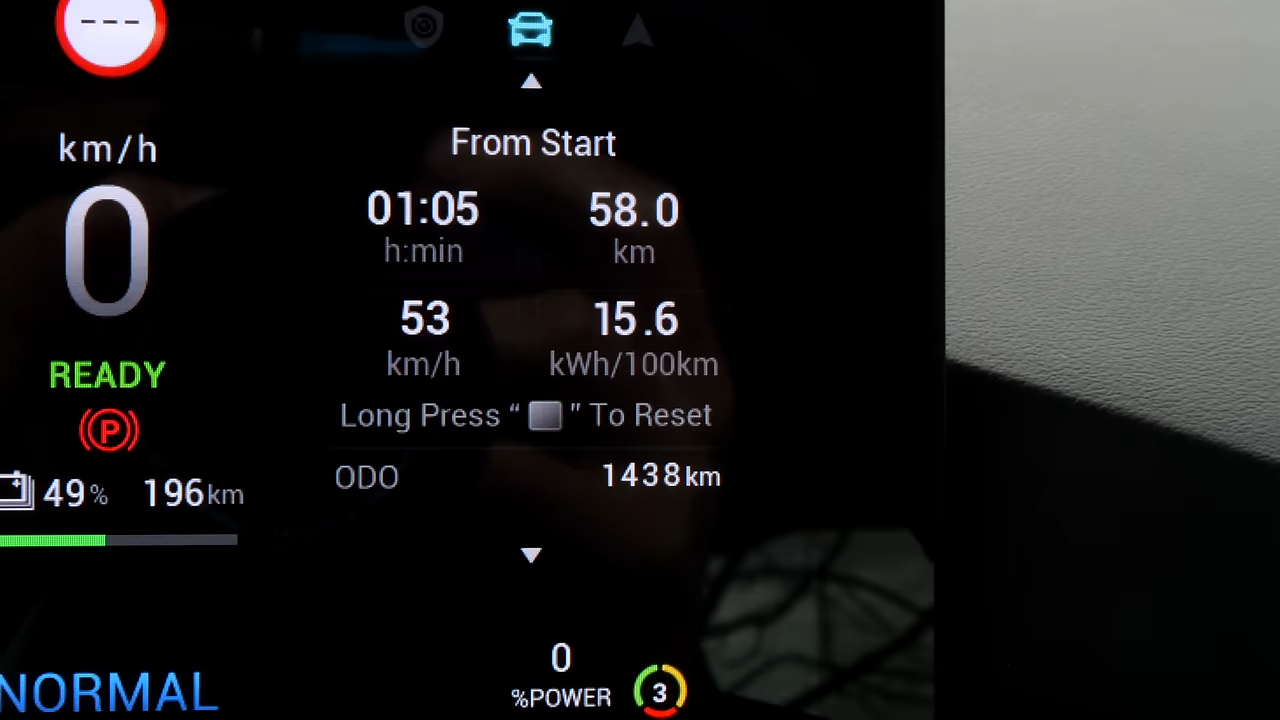 ---
km/h
0
READY
P
49% 196km
NORMAL
From Start
01:05 58.0
h:min km
53 15.6
km/h kWh/100km
Long Press “ ” To Reset
ODO 1438km
0
%POWER
3